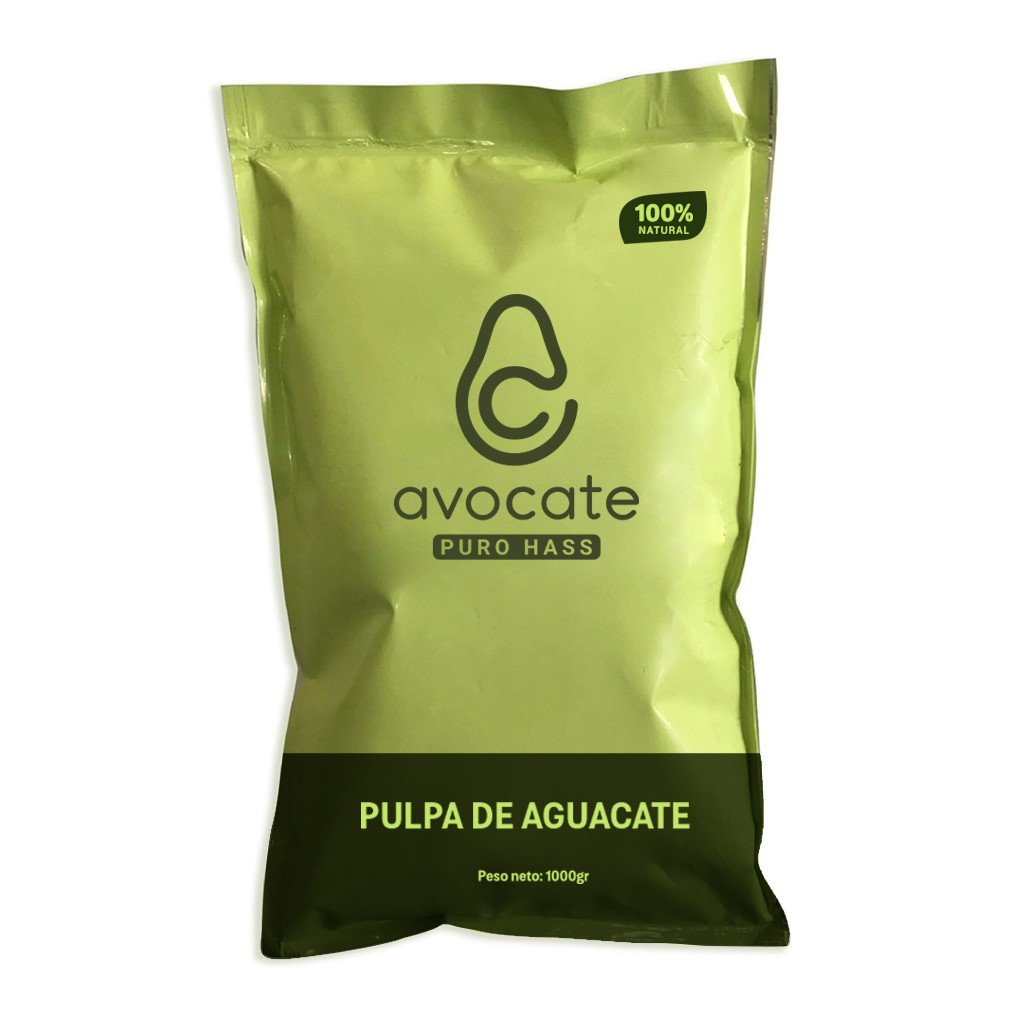 100%
NATURAL
avocate
PURO HASS
PULPA DE AGUACATE
Peso neto: 1000gr